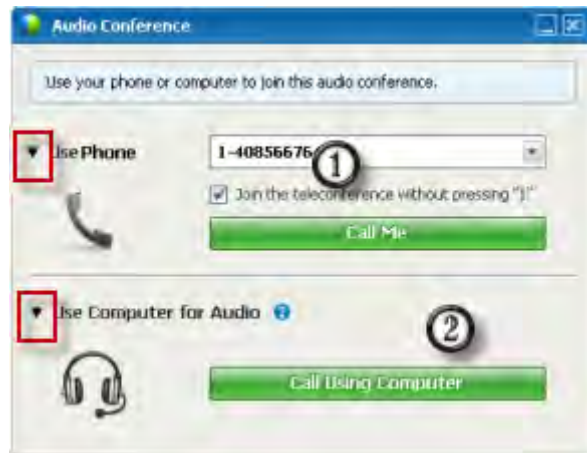 Audio Conference
Use your phone or computer to join this audio conference.
Use Phone
1-40856676
1
Join the teleconference without pressing "1"
Call Me
Use Computer for Audio ?
2
Call Using Computer